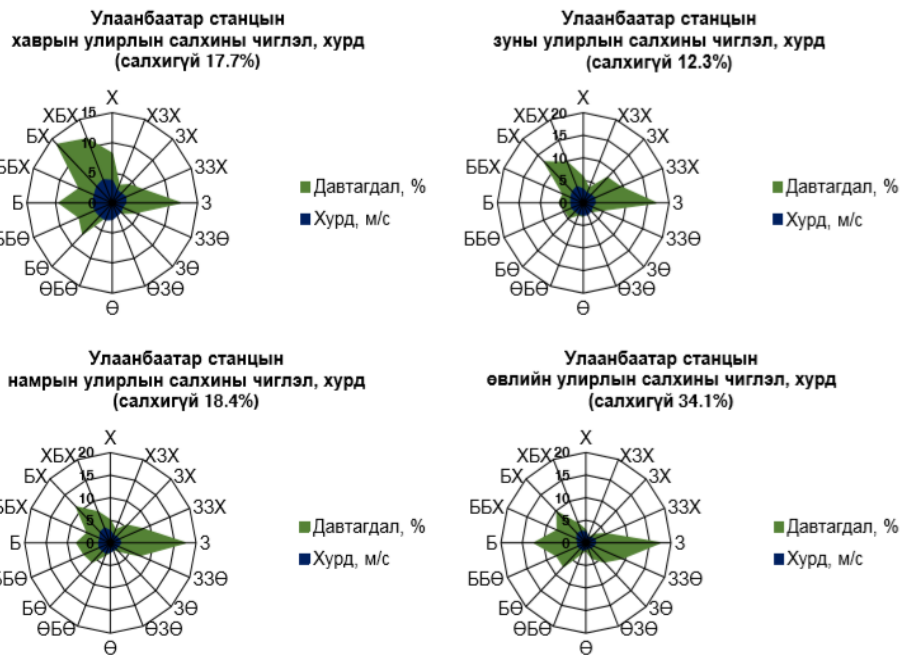 Улаанбаатар станцын
хаврын улирлын салхины чиглэл, хурд
(салхигүй 17.7%)
Х
ХЗХ
ЗХ
ЗЗХ
З
ЗЗӨ
ЗӨ
ӨЗӨ
Ө
ӨБӨ
БӨ
ББӨ
Б
ББХ
БХ
ХБХ
15
10
5
0
Давтагдал, %
Хурд, м/с
Улаанбаатар станцын
зуны улирлын салхины чиглэл, хурд
(салхигүй 12.3%)
Х
ХЗХ
ЗХ
ЗЗХ
З
ЗЗӨ
ЗӨ
ӨЗӨ
Ө
ӨБӨ
БӨ
ББӨ
Б
ББХ
БХ
ХБХ
20
15
10
5
0
Давтагдал, %
Хурд, м/с
Улаанбаатар станцын
намрын улирлын салхины чиглэл, хурд
(салхигүй 18.4%)
Х
ХЗХ
ЗХ
ЗЗХ
З
ЗЗӨ
ЗӨ
ӨЗӨ
Ө
ӨБӨ
БӨ
ББӨ
Б
ББХ
БХ
ХБХ
20
15
10
5
0
Давтагдал, %
Хурд, м/с
Улаанбаатар станцын
өвлийн улирлын салхины чиглэл, хурд
(салхигүй 34.1%)
Х
ХЗХ
ЗХ
ЗЗХ
З
ЗЗӨ
ЗӨ
ӨЗӨ
Ө
ӨБӨ
БӨ
ББӨ
Б
ББХ
БХ
ХБХ
20
15
10
5
0
Давтагдал, %
Хурд, м/с